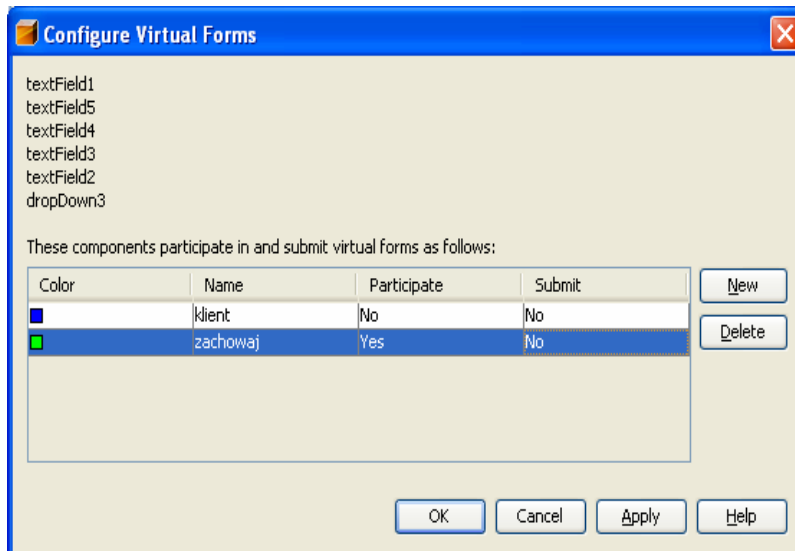 Configure Virtual Forms
textField1
textField5
textField4
textField3
textField2
dropDown3
These components participate in and submit virtual forms as follows:
Color Name Participate Submit
klient No No
zachowaj Yes No
New
Delete
OK Cancel Apply Help